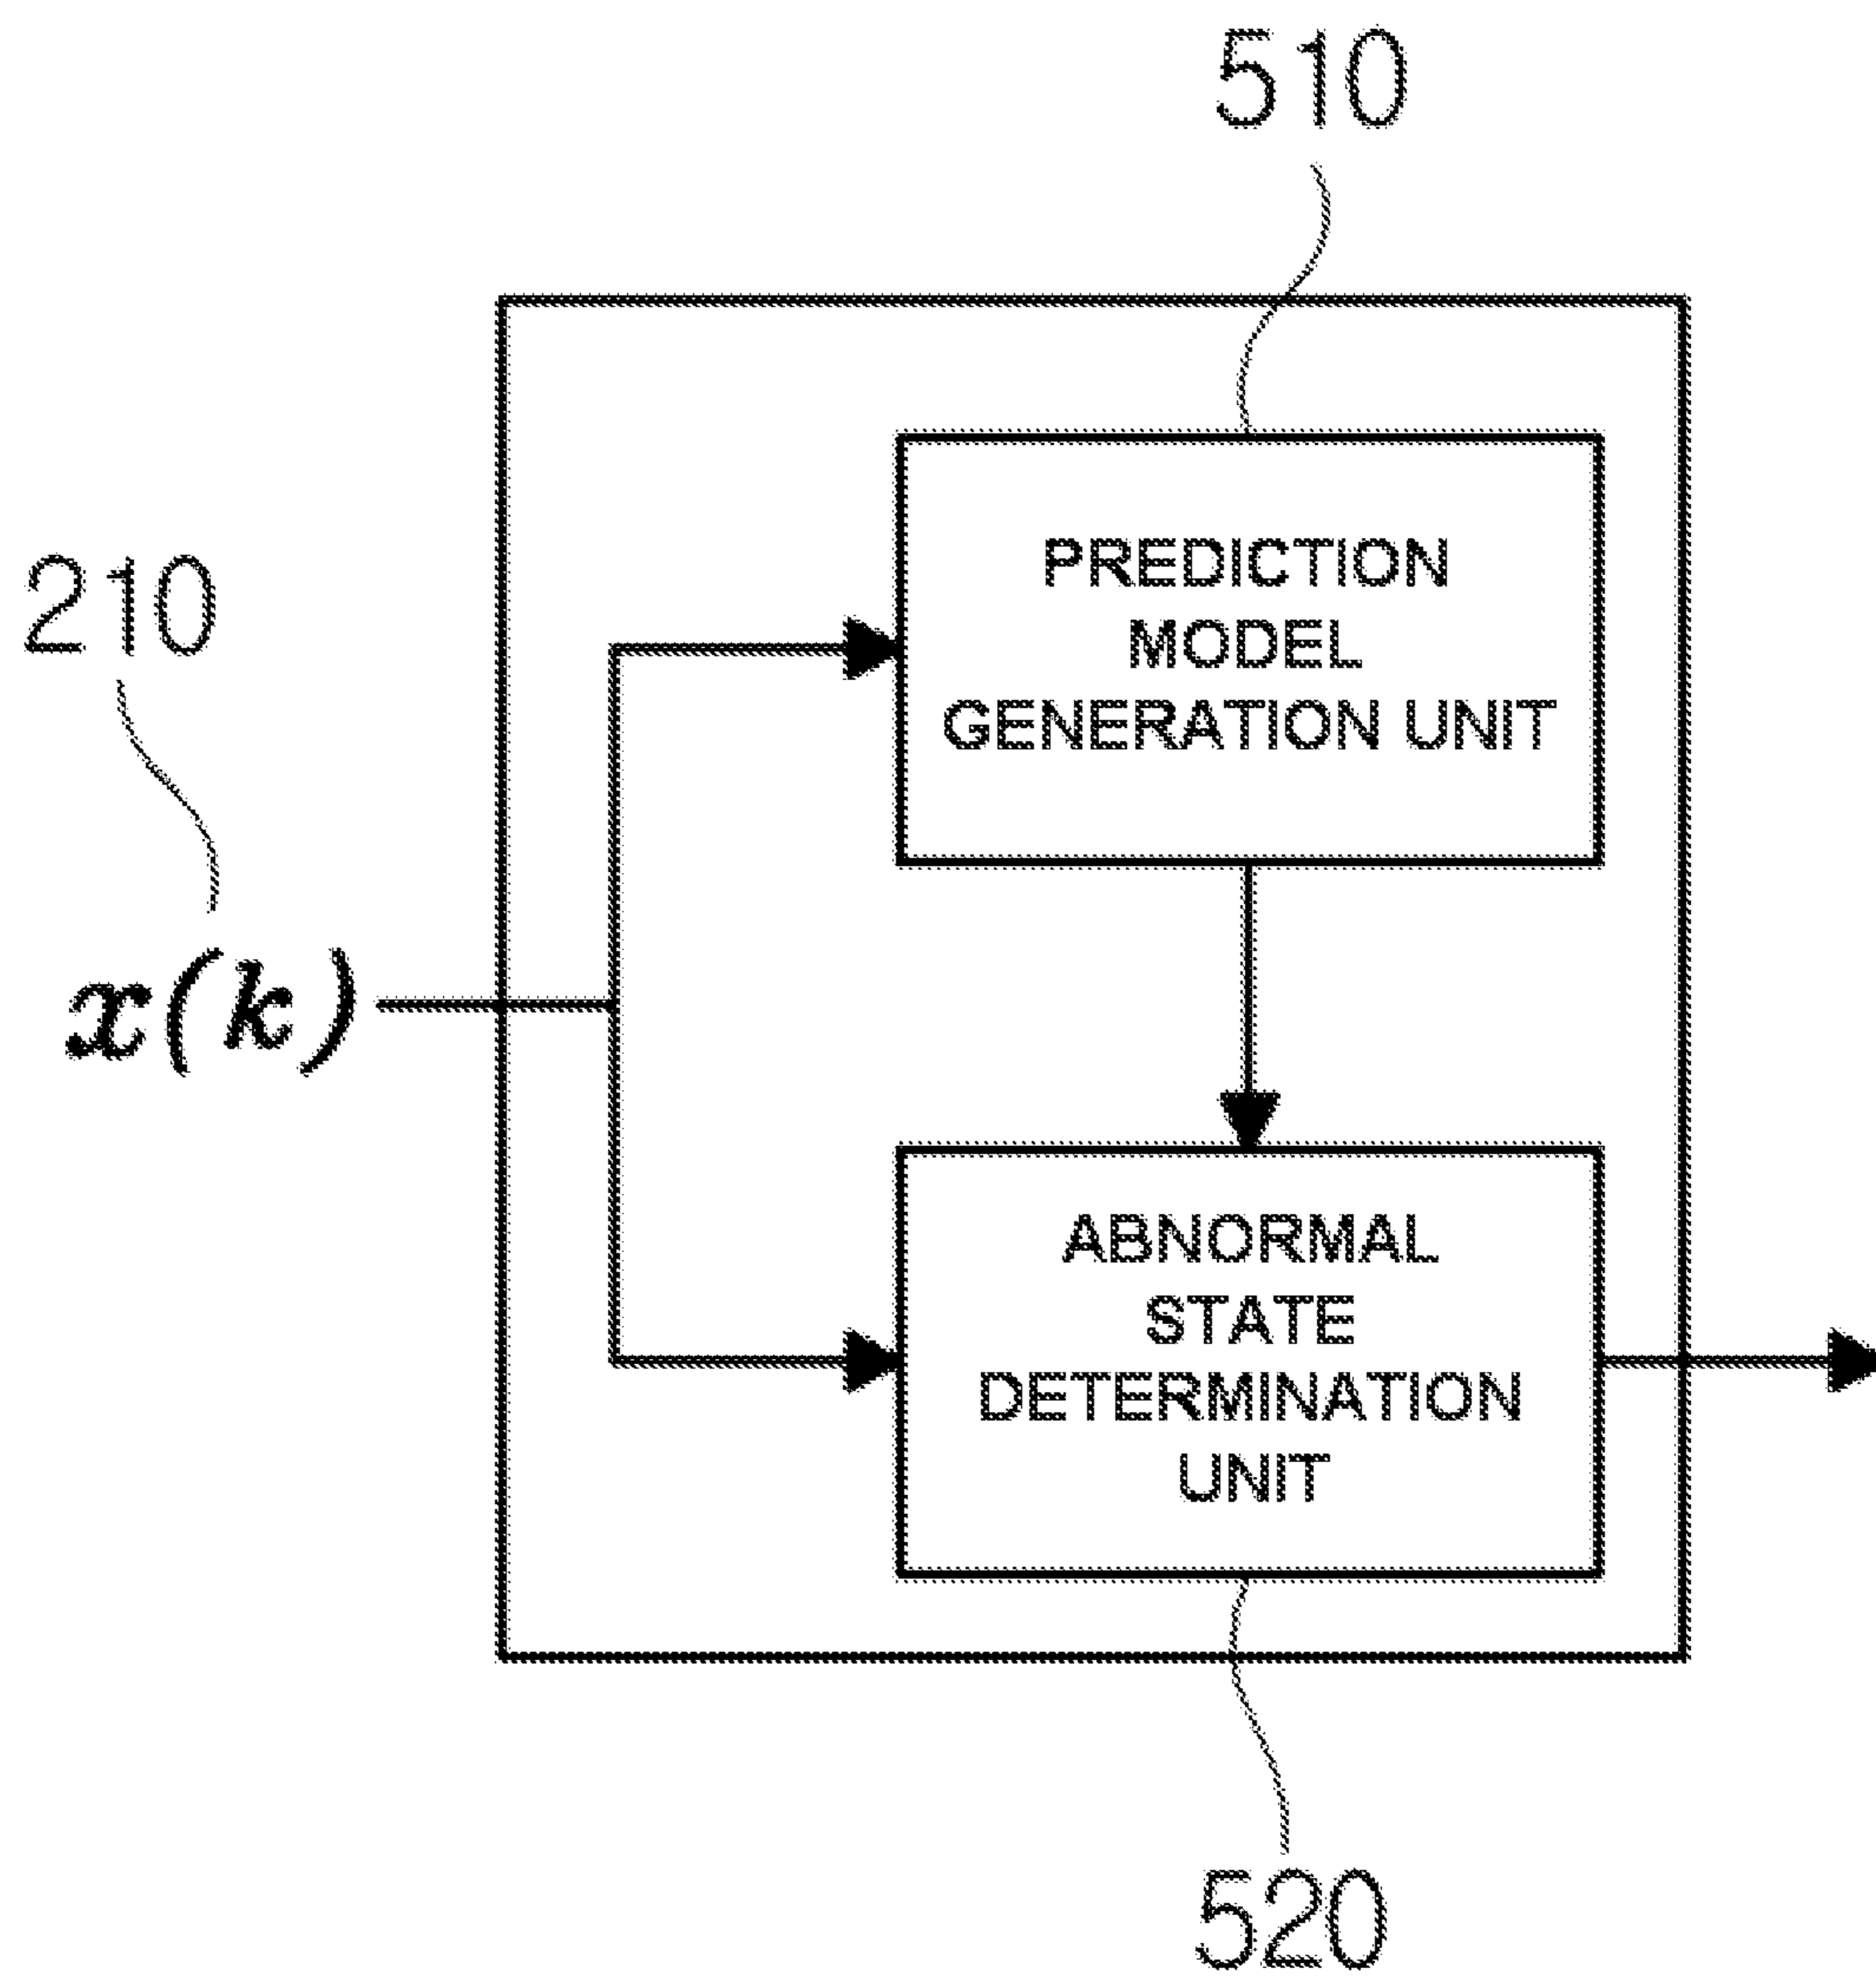 510
PREDICTION
MODEL
GENERATION UNIT
210
x(k)
ABNORMAL
STATE
DETERMINATION
UNIT
520